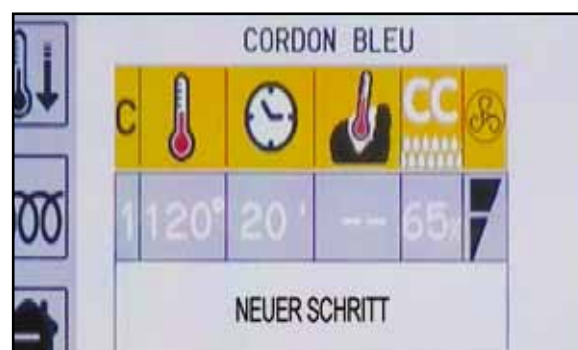 CORDON BLEU
C CC
1 120° 20' -- 65%
NEUER SCHRITT